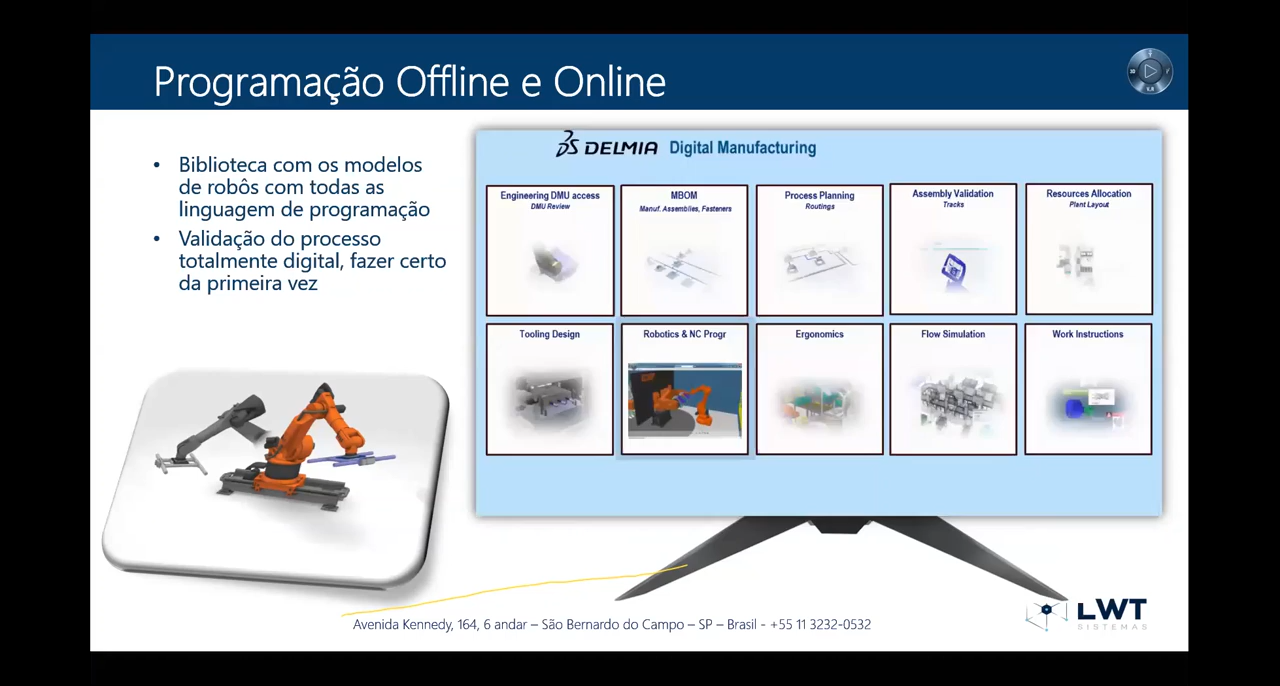 Programação Offline e Online
• Biblioteca com os modelos
de robôs com todas as
linguagem de programação
• Validação do processo
totalmente digital, fazer certo
da primeira vez
DELMIA Digital Manufacturing
Engineering DMU access
DMU Review
MBOM
Manuf. Assemblies, Fasteners
Process Planning
Routings
Assembly Validation
Tracks
Resources Allocation
Plant Layout
Tooling Design
Robotics & NC Progr
Ergonomics
Flow Simulation
Work Instructions
Avenida Kennedy, 164, 6 andar – São Bernardo do Campo – SP – Brasil - +55 11 3232-0532
LWT
SISTEMAS